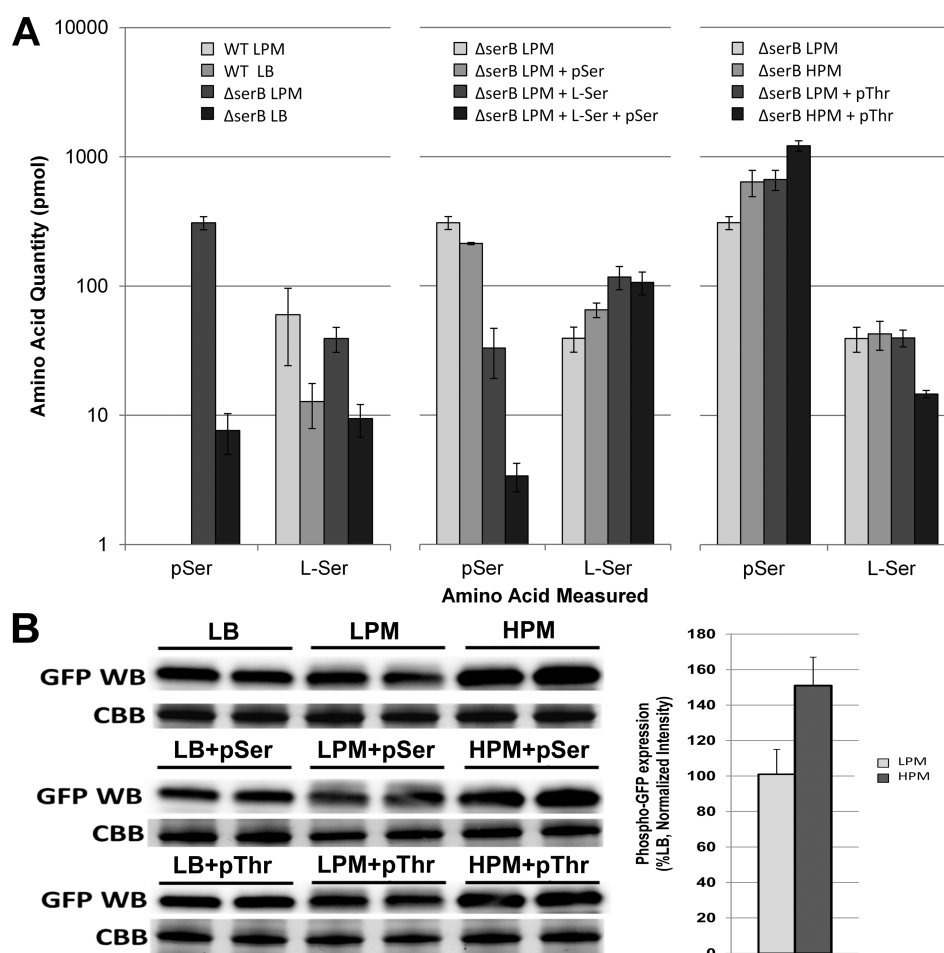 A
10000
1000
100
10
1
Amino Acid Quantity (pmol)
WT LPM
WT LB
ΔserB LPM
ΔserB LB
ΔserB LPM
ΔserB LPM + pSer
ΔserB LPM + L-Ser
ΔserB LPM + L-Ser + pSer
ΔserB LPM
ΔserB HPM
ΔserB LPM + pThr
ΔserB HPM + pThr
pSer L-Ser pSer L-Ser pSer L-Ser
Amino Acid Measured
B
LB LPM HPM
GFP WB
CBB
LB+pSer LPM+pSer HPM+pSer
GFP WB
CBB
LB+pThr LPM+pThr HPM+pThr
GFP WB
CBB
Phospho-GFP expression
(%LB, Normalized Intensity)
180
160
140
120
100
80
60
40
20
0
LPM
HPM